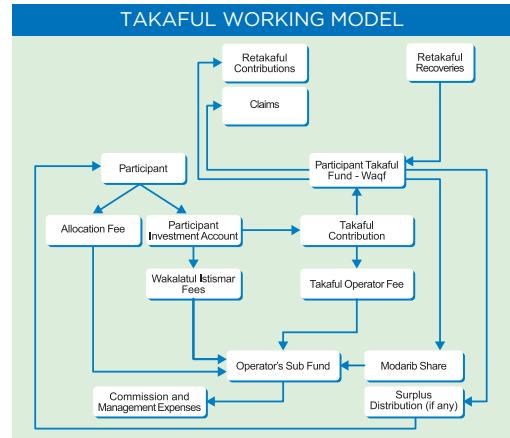 TAKAFUL WORKING MODEL
Retakaful
Contributions
Retakaful
Recoveries
Claims
Participant
Participant Takaful
Fund - Waqf
Allocation Fee
Participant
Investment Account
Takaful
Contribution
Wakalatul Istismar
Fees
Takaful Operator Fee
Operator's Sub Fund
Modarib Share
Commission and
Management Expenses
Surplus
Distribution (if any)